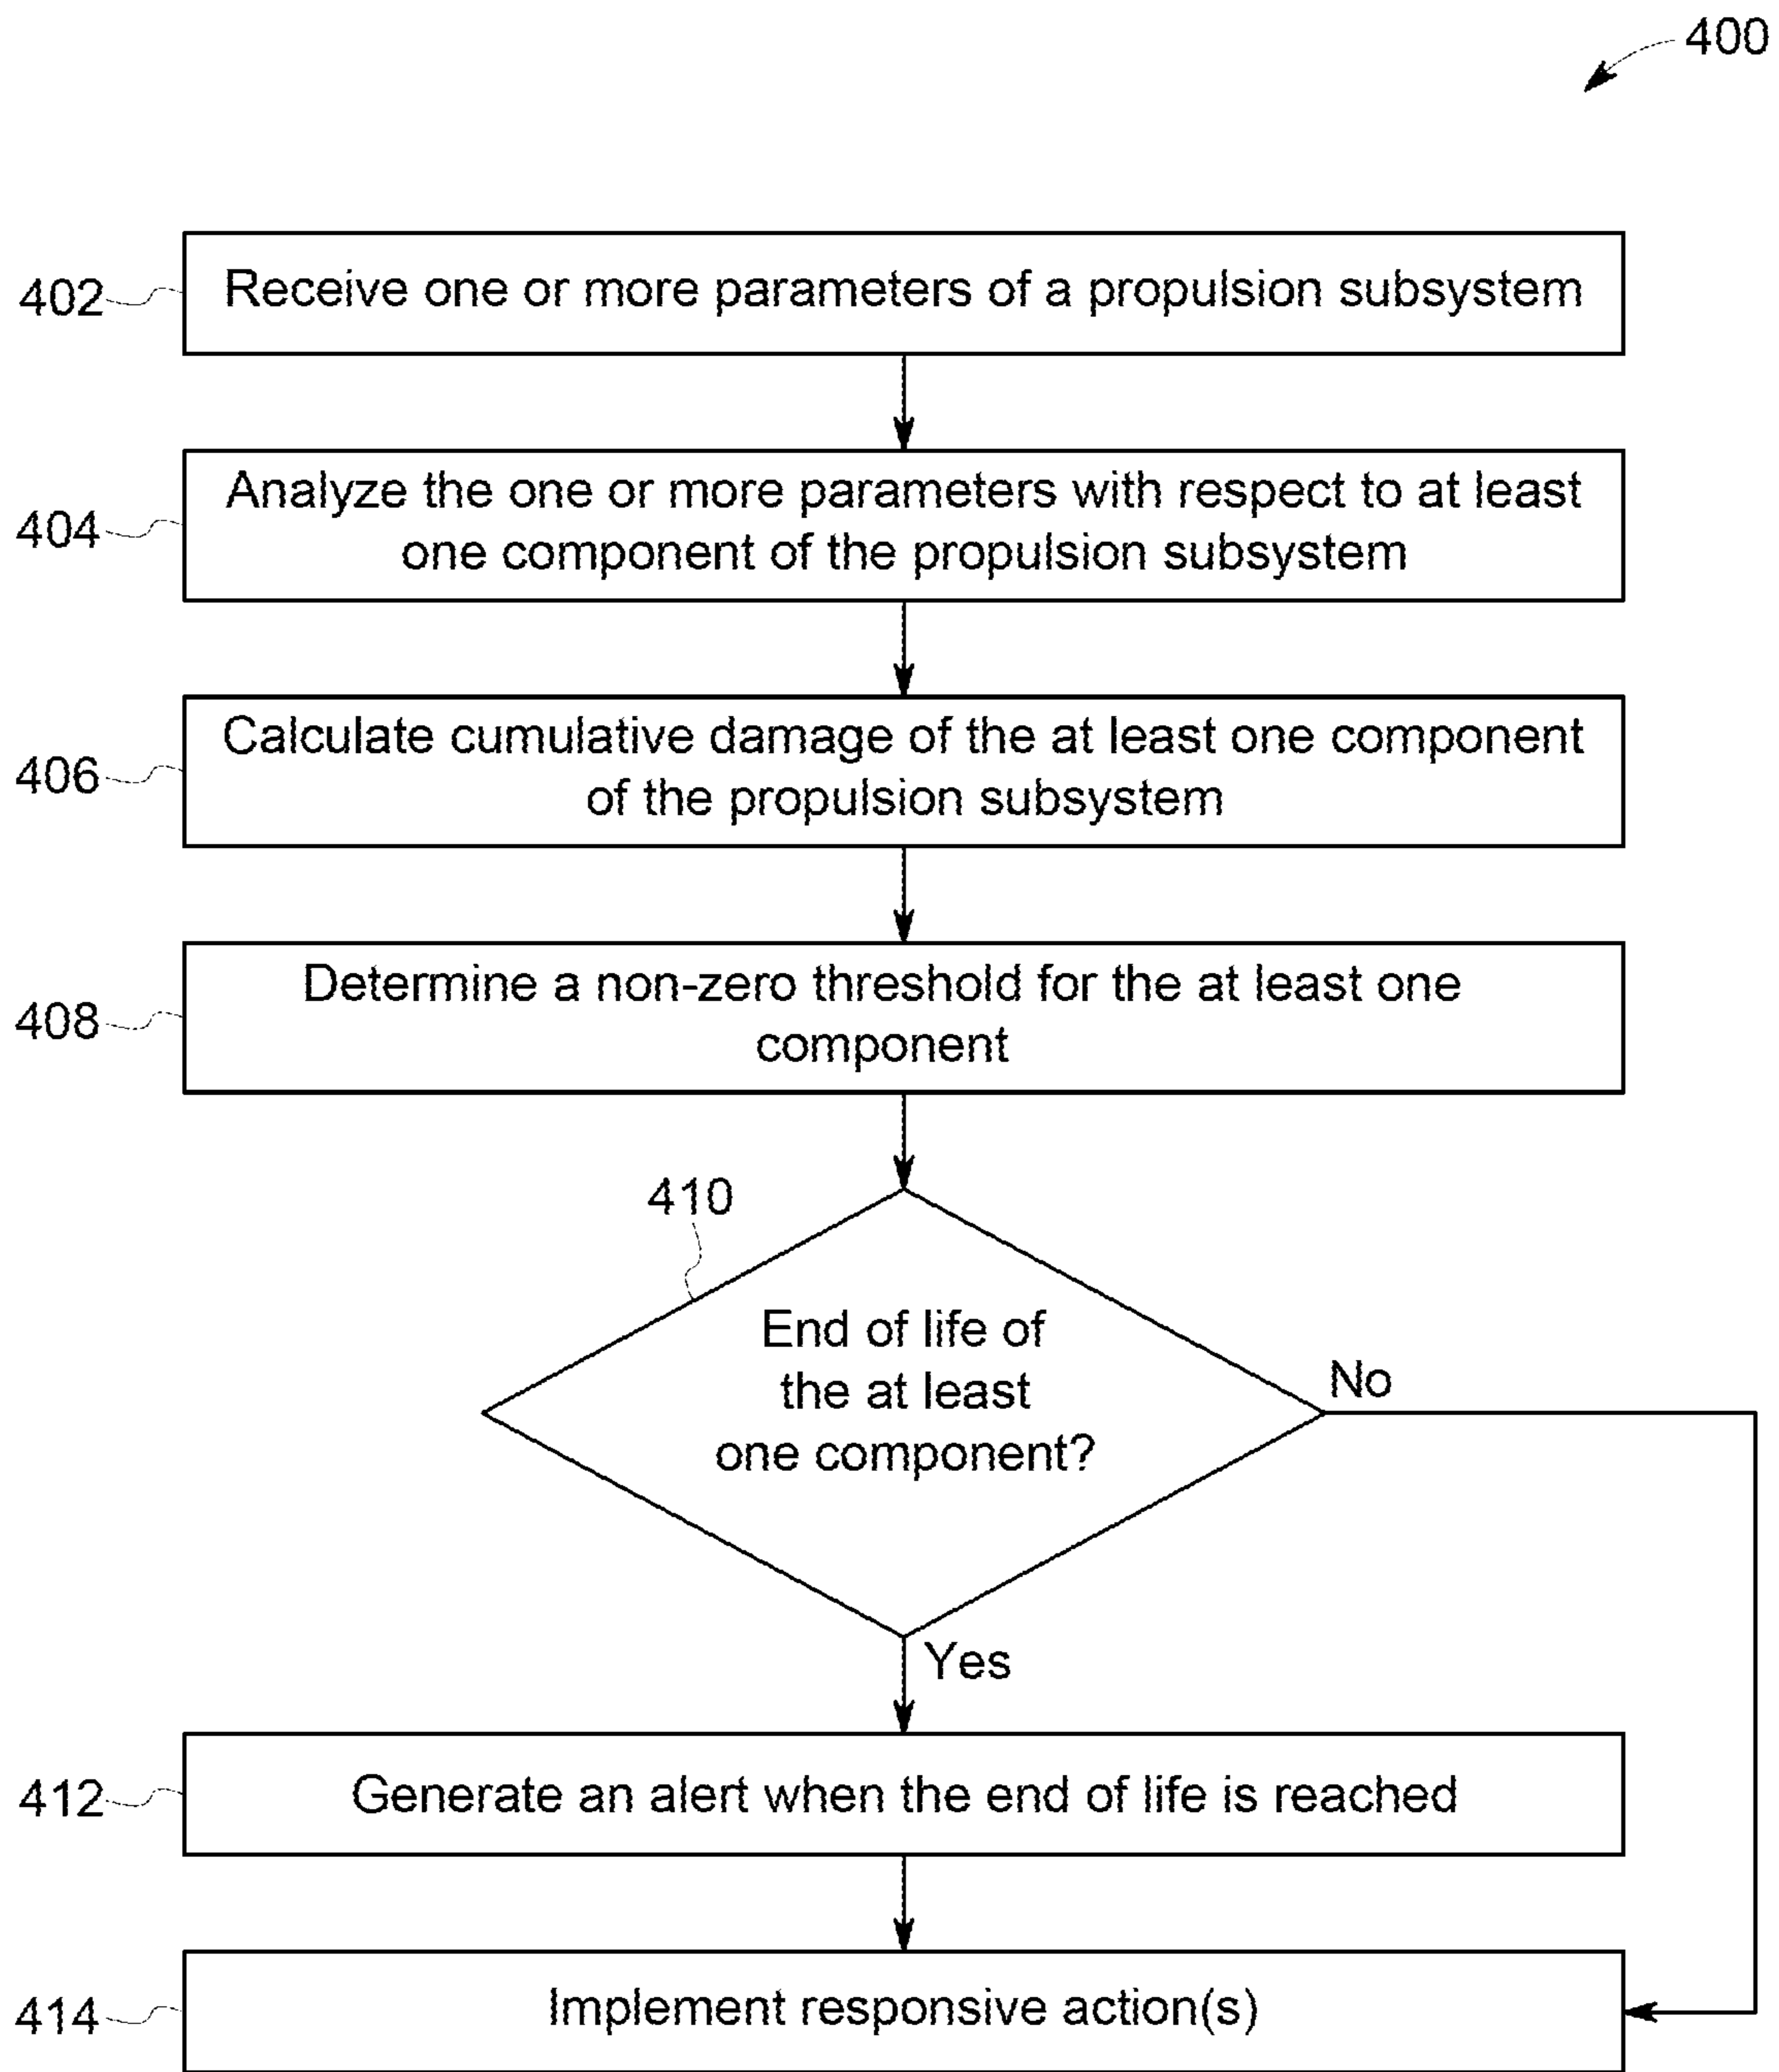 400
402
Receive one or more parameters of a propulsion subsystem
404
Analyze the one or more parameters with respect to at least
one component of the propulsion subsystem
406
Calculate cumulative damage of the at least one component
of the propulsion subsystem
408
Determine a non-zero threshold for the at least one
component
410
End of life of
the at least
one component?
No
Yes
412
Generate an alert when the end of life is reached
414
Implement responsive action(s)